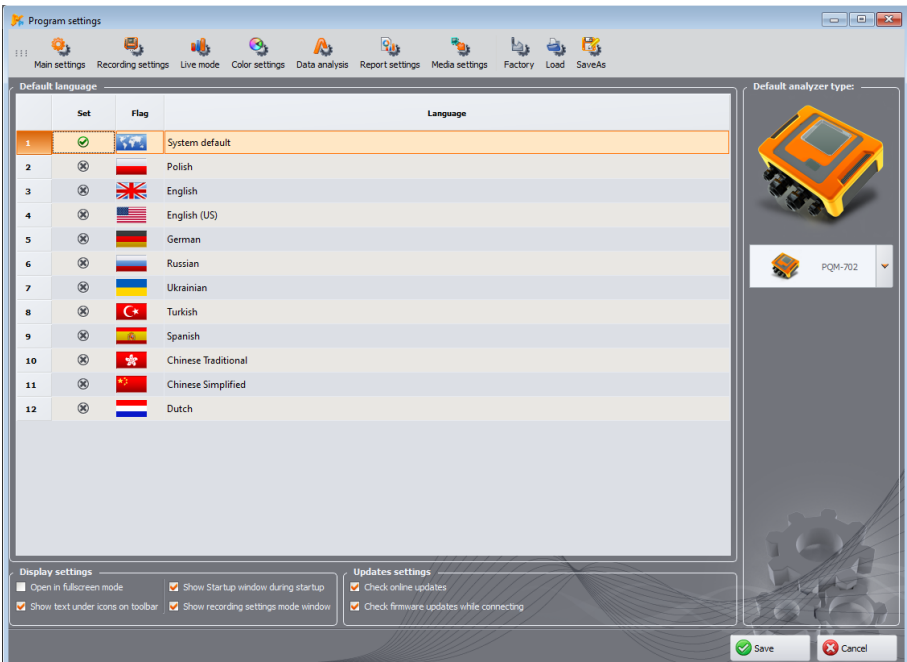 Program settings
Main settings Recording settings Live mode Color settings Data analysis Report settings Media settings Factory Load SaveAs
Default language
Default analyzer type:
Set Flag Language
1 System default
2 Polish
3 English
4 English (US)
5 German
6 Russian
7 Ukrainian
8 Turkish
9 Spanish
10 Chinese Traditional
11 Chinese Simplified
12 Dutch
PQM-702
Display settings
Open in fullscreen mode Show Startup window during startup
Show text under icons on toolbar Show recording settings mode window
Updates settings
Check online updates
Check firmware updates while connecting
Save Cancel